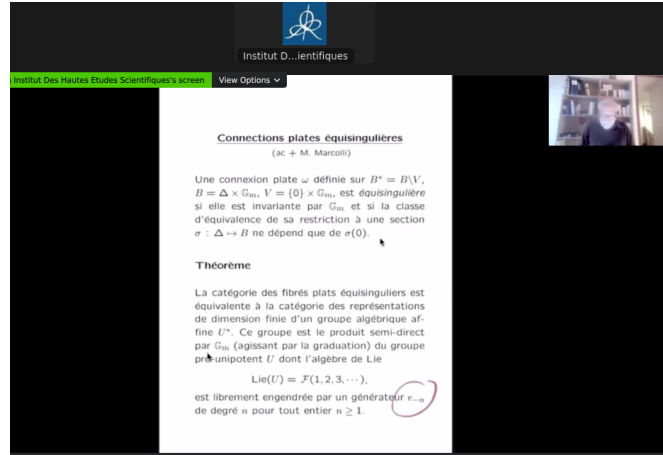 Institut D...ientifiques
Institut Des Hautes Etudes Scientifiques's screen View Options
Connections plates équisingulières
(ac + M. Marcolli)
Une connexion plate ω définie sur B* = B\V,
B = Δ × 𝔾ₘ, V = {0} × 𝔾ₘ, est équisingulière
si elle est invariante par 𝔾ₘ et si la classe
d'équivalence de sa restriction à une section
σ : Δ ↦ B ne dépend que de σ(0).
Théorème
La catégorie des fibrés plats équisinguliers est
équivalente à la catégorie des représentations
de dimension finie d'un groupe algébrique af-
fine U*. Ce groupe est le produit semi-direct
par 𝔾ₘ (agissant par la graduation) du groupe
pro-unipotent U dont l'algèbre de Lie
Lie(U) = ℱ(1, 2, 3, ···),
est librement engendrée par un générateur e₋ₙ
de degré n pour tout entier n ≥ 1.